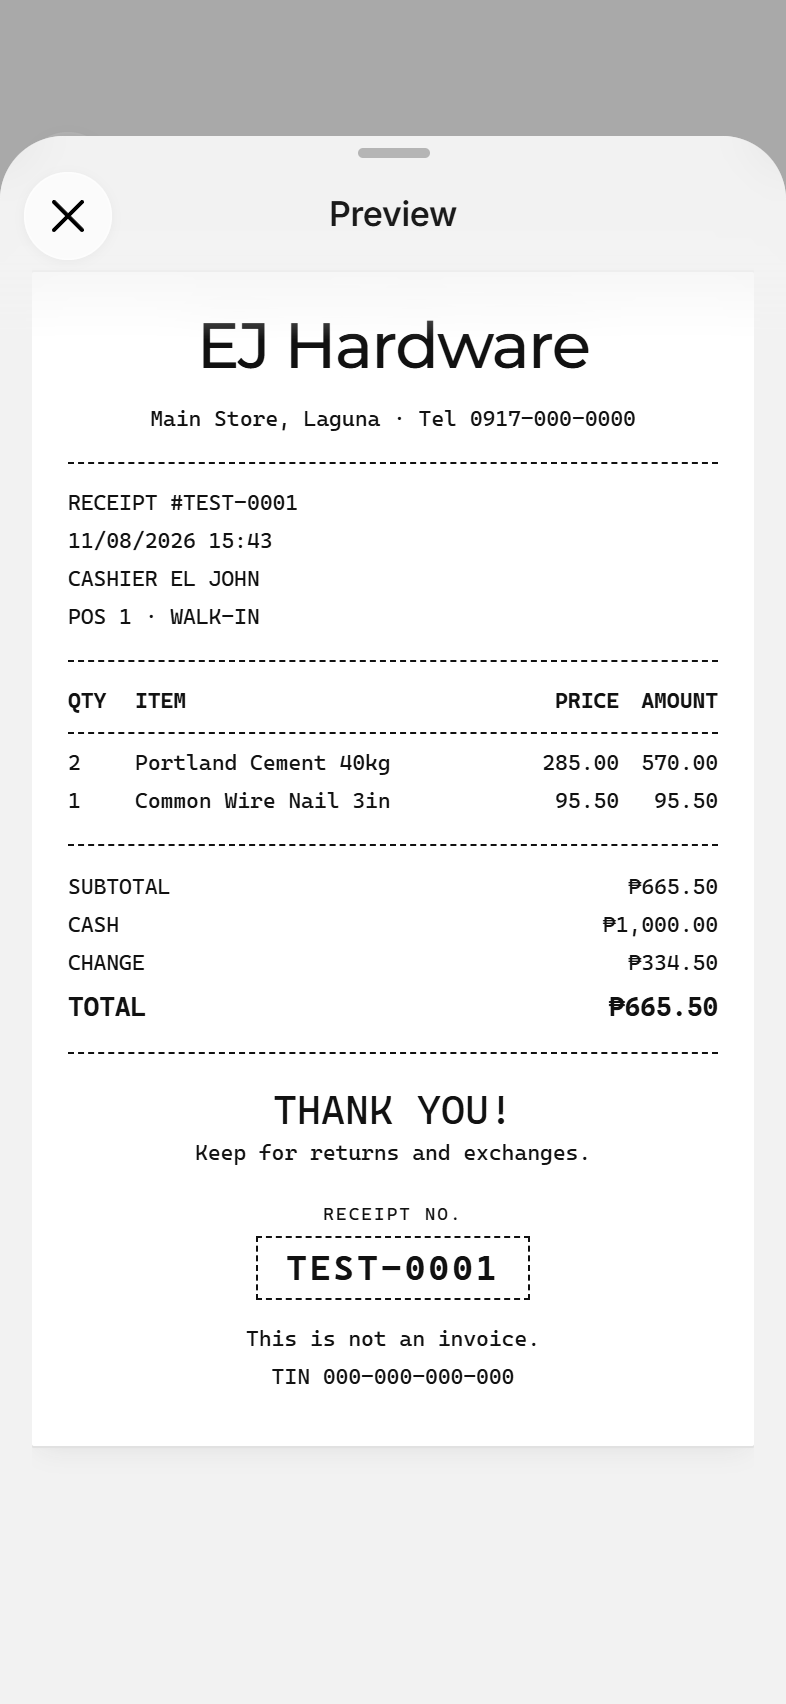 Preview
EJ Hardware
Main Store, Laguna · Tel 0917-000-0000
RECEIPT #TEST-0001
11/08/2026 15:43
CASHIER EL JOHN
POS 1 · WALK-IN
QTY ITEM PRICE AMOUNT
2 Portland Cement 40kg 285.00 570.00
1 Common Wire Nail 3in 95.50 95.50
SUBTOTAL ₱665.50
CASH ₱1,000.00
CHANGE ₱334.50
TOTAL ₱665.50
THANK YOU!
Keep for returns and exchanges.
RECEIPT NO.
TEST-0001
This is not an invoice.
TIN 000-000-000-000